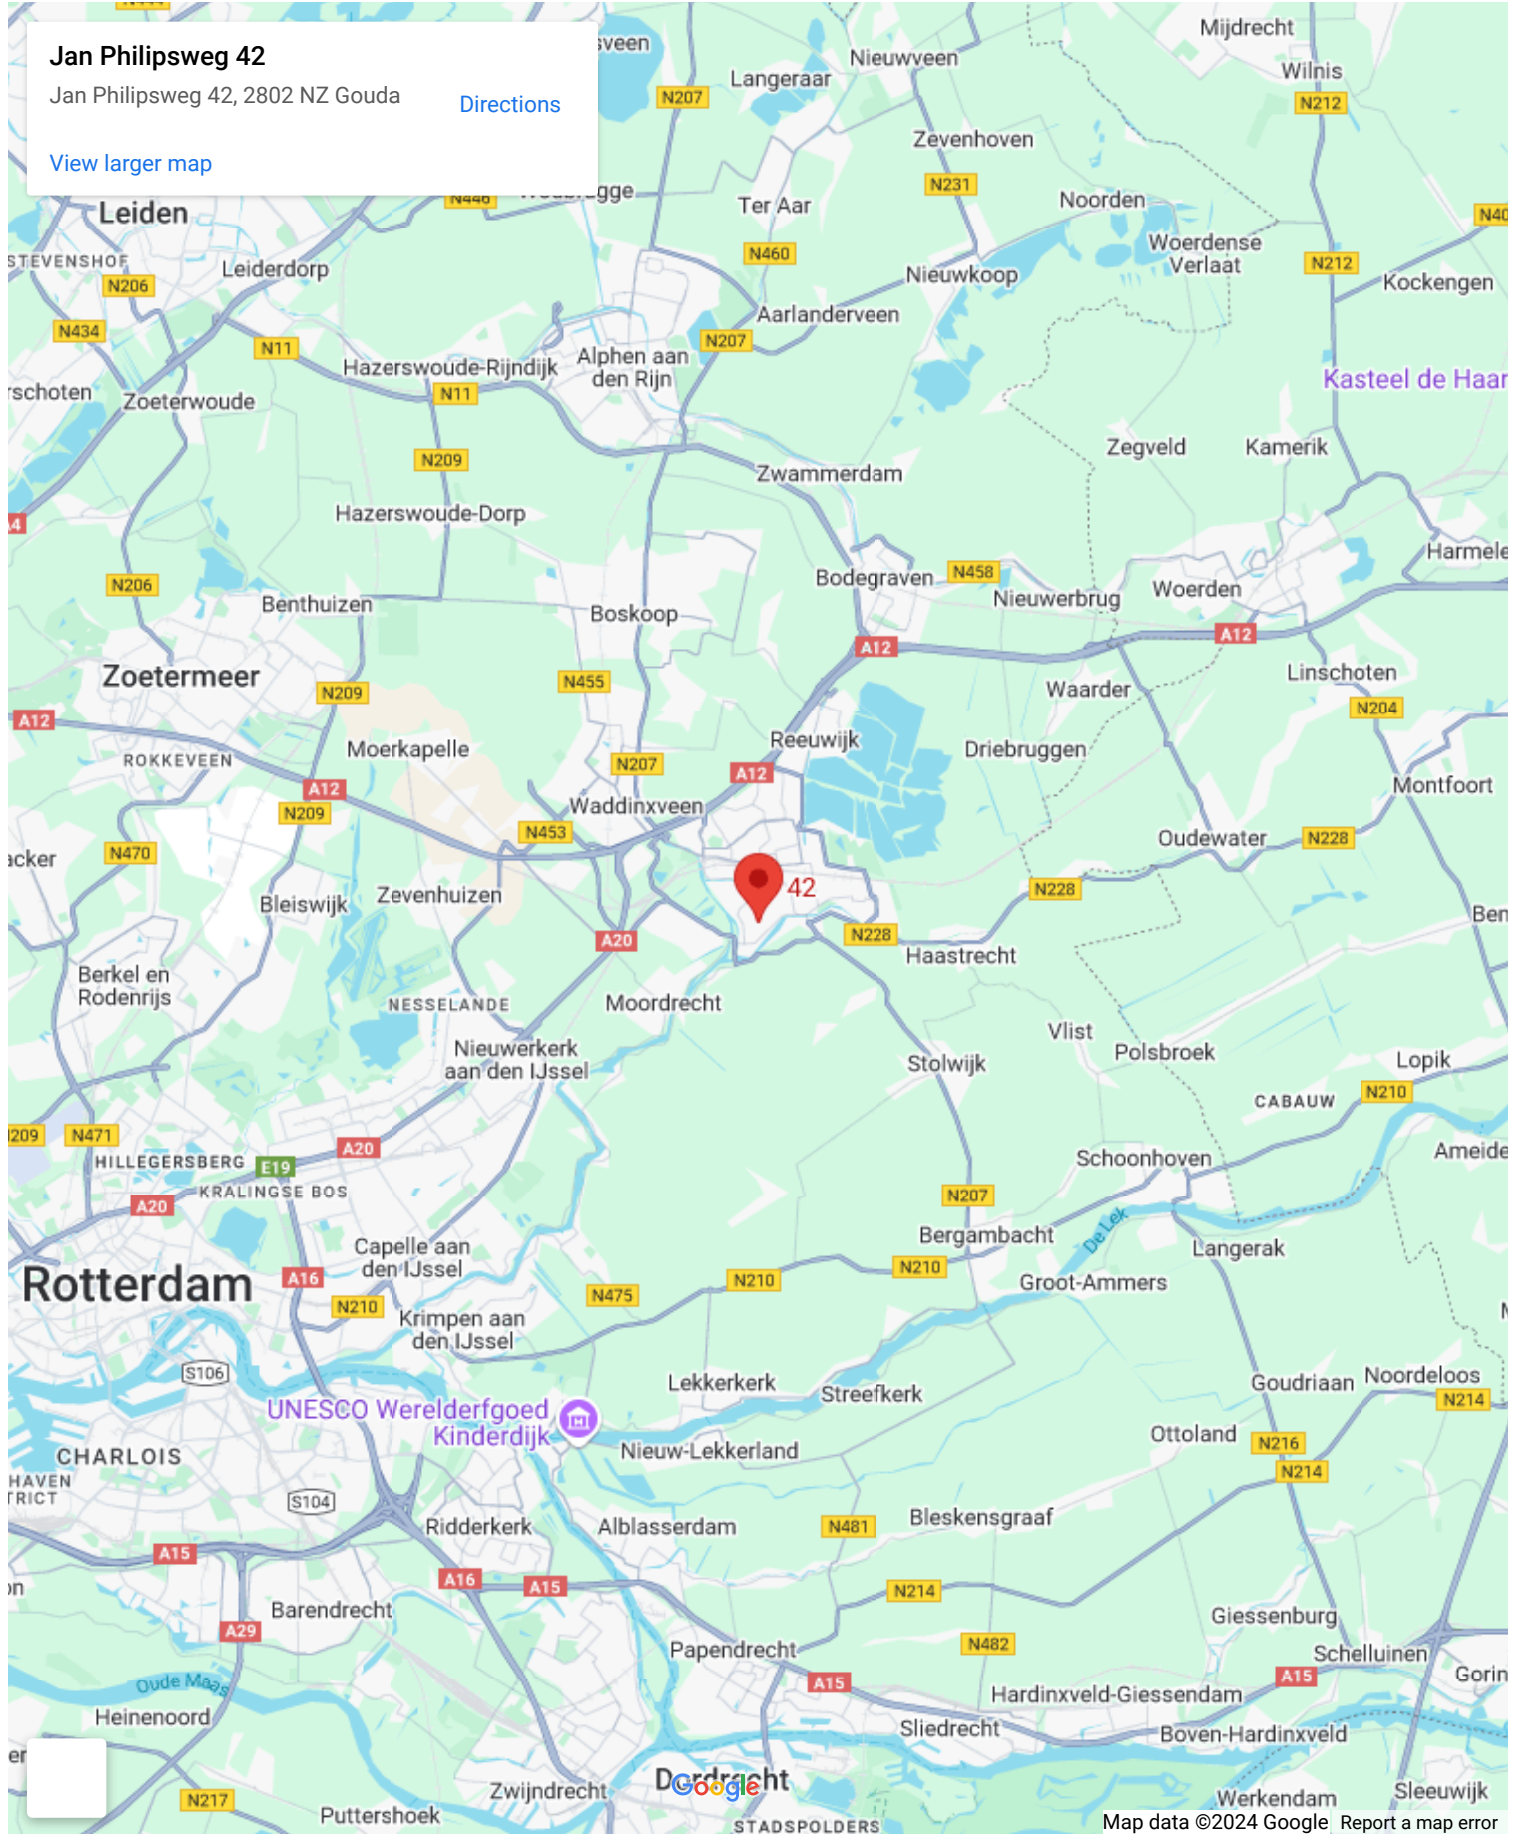 Jan Philipsweg 42
Jan Philipsweg 42, 2802 NZ Gouda
Directions
View larger map
Mijdrecht
Nieuwveen
Langeraar
Wilnis
N207
N212
Zevenhoven
N231
N446
Ter Aar
Noorden
Leiden
N460
Woerdense
Verlaat
N212
STEVENSHOF
Leiderdorp
Nieuwkoop
Kockengen
N206
Aarlanderveen
N434
N11
N207
Hazerswoude-Rijndijk
Alphen aan
den Rijn
Kasteel de Haar
Zoeterwoude
N11
N209
Zegveld
Kamerik
Zwammerdam
Hazerswoude-Dorp
Harmele
N206
Bodegraven
N458
Woerden
Benthuizen
Boskoop
Nieuwerbrug
A12
A12
Zoetermeer
N455
Linschoten
N209
Waarder
N204
A12
Moerkapelle
Reeuwijk
Driebruggen
ROKKEVEEN
N207
A12
Montfoort
A12
N209
Waddinxveen
N453
Oudewater
N228
N470
acker
42
N228
Bleiswijk
Zevenhuizen
Ben
A20
N228
Haastrecht
Berkel en
Rodenrijs
NESSELANDE
Moordrecht
Vlist
Nieuwerkerk
aan den IJssel
Stolwijk
Polsbroek
Lopik
CABAUW
N210
N471
A20
Ameide
HILLEGERSBERG
E19
Schoonhoven
KRALINGSE BOS
A20
N207
De Lek
Bergambacht
Capelle aan
den IJssel
Langerak
Rotterdam
A16
N210
N210
Groot-Ammers
N475
N210
Krimpen aan
den IJssel
S106
Lekkerkerk
Streefkerk
Goudriaan
Noordeloos
N214
UNESCO Werelderfgoed
Kinderdijk
Ottoland
N216
CHARLOIS
Nieuw-Lekkerland
N214
HAVEN
TRICT
S104
Ridderkerk
Alblasserdam
N481
Bleskensgraaf
A15
A16
A15
N214
Barendrecht
Giessenburg
A29
Papendrecht
N482
Schelluinen
A15
Gorin
Oude Maas
A15
Hardinxveld-Giessendam
Heinenoord
Sliedrecht
Boven-Hardinxveld
Zwijndrecht
Dordrecht
Google
Sleeuwijk
N217
Werkendam
Puttershoek
STADSPOLDERS
Map data ©2024 Google
Report a map error